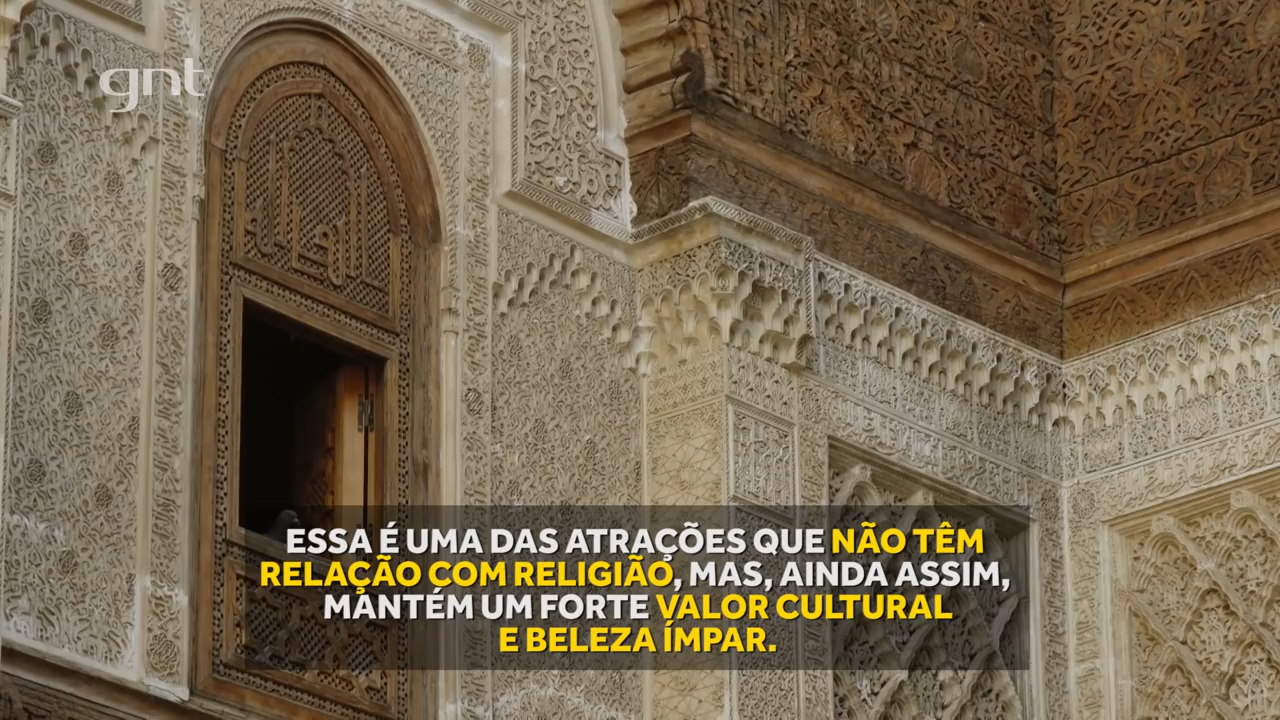 gnt
ESSA É UMA DAS ATRAÇÕES QUE NÃO TÊM
RELAÇÃO COM RELIGIÃO, MAS, AINDA ASSIM,
MANTÉM UM FORTE VALOR CULTURAL
E BELEZA ÍMPAR.